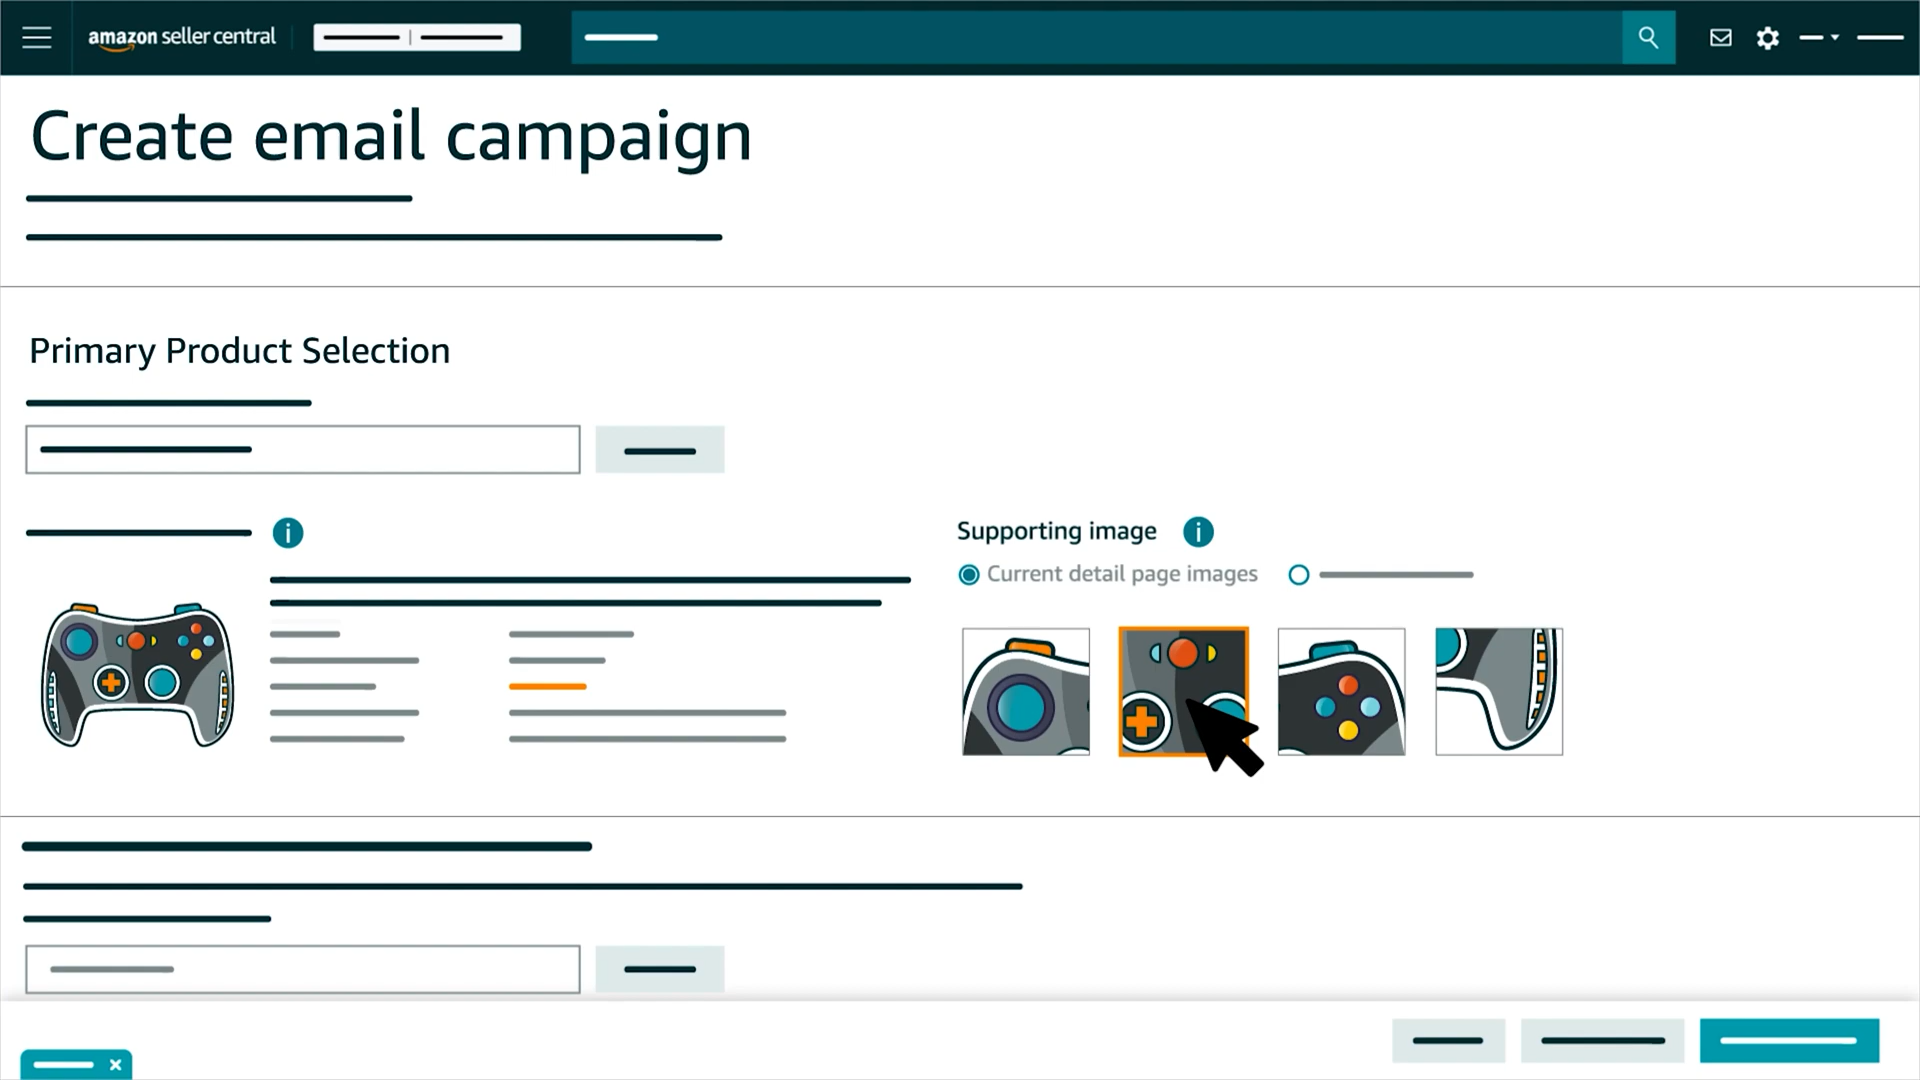 amazon seller central
Create email campaign
Primary Product Selection
Supporting image
Current detail page images